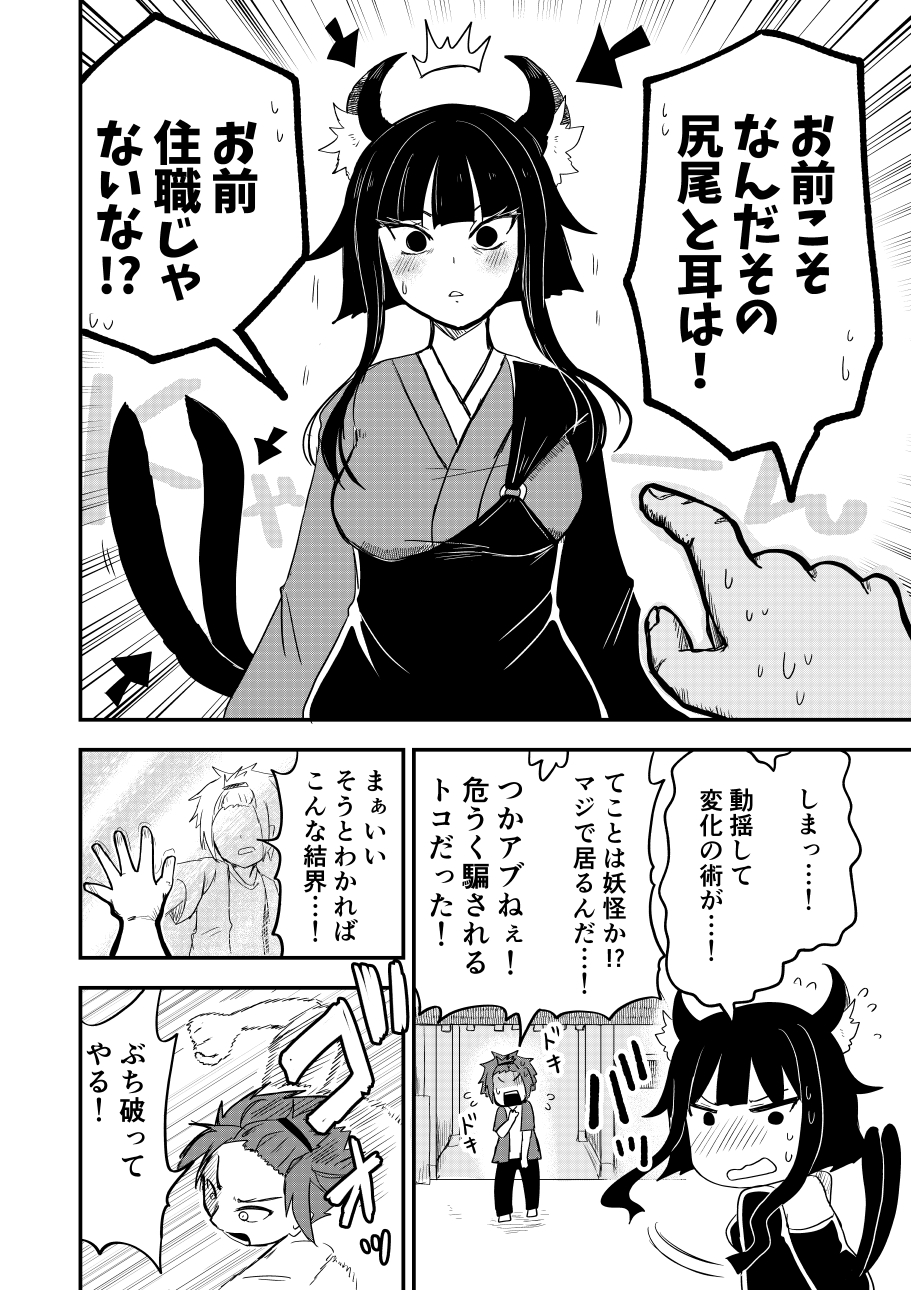 お前こそ
なんだその
尻尾と耳は！
お前
住職じゃ
ないな!?
しまっ…！
動揺して
変化の術が…！
てことは妖怪か!?
マジで居るんだ…！
つかアブねぇ！
危うく騙される
トコだった！
ドキ
ドキ
まぁいい
そうとわかれば
こんな結界…！
ぶち破って
やる！